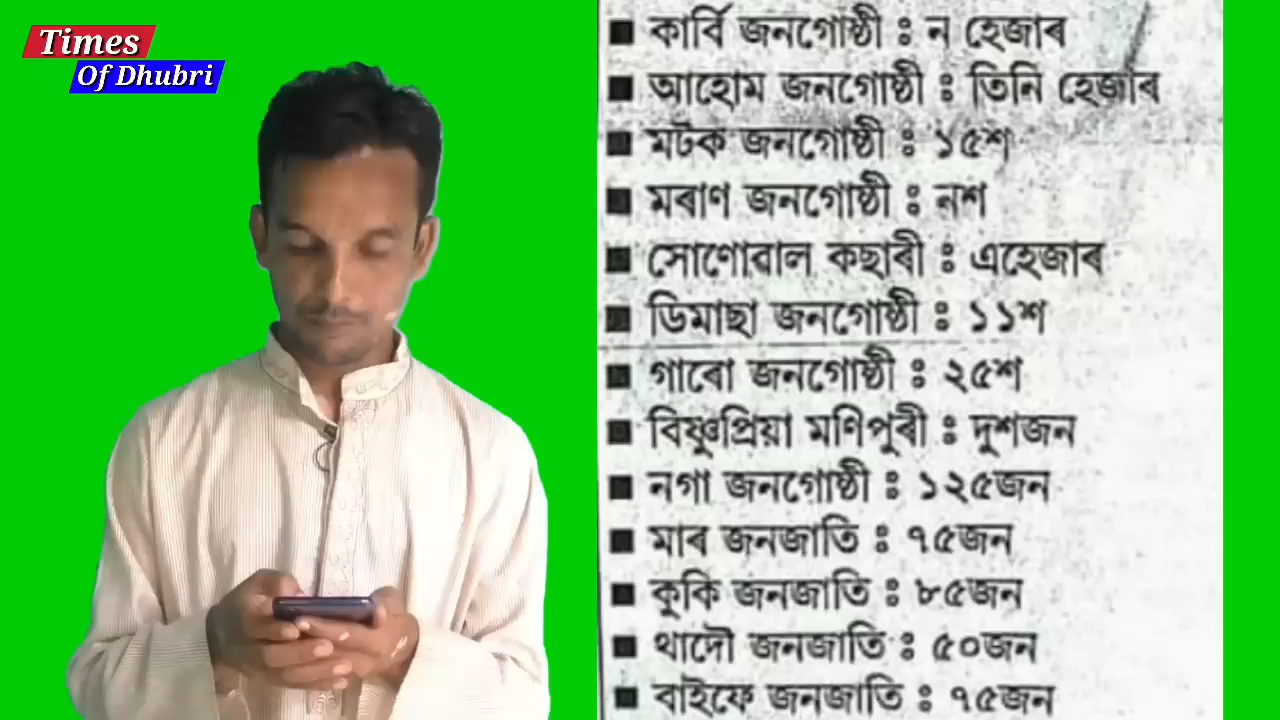 Times
Of Dhubri
■ কাৰ্বি জনগোষ্ঠী : ন হেজাৰ
■ আহোম জনগোষ্ঠী : তিনি হেজাৰ
■ মটক জনগোষ্ঠী : ১৫শ
■ মৰাণ জনগোষ্ঠী : নশ
■ সোণোৱাল কছাৰী : এহেজাৰ
■ ডিমাছা জনগোষ্ঠী : ১১শ
■ গাৰো জনগোষ্ঠী : ২৫শ
■ বিষ্ণুপ্ৰিয়া মণিপুৰী : দুশজন
■ নগা জনগোষ্ঠী : ১২৫জন
■ মাৰ জনজাতি : ৭৫জন
■ কুকি জনজাতি : ৮৫জন
■ থাদৌ জনজাতি : ৫০জন
■ বাইফে জনজাতি : ৭৫জন